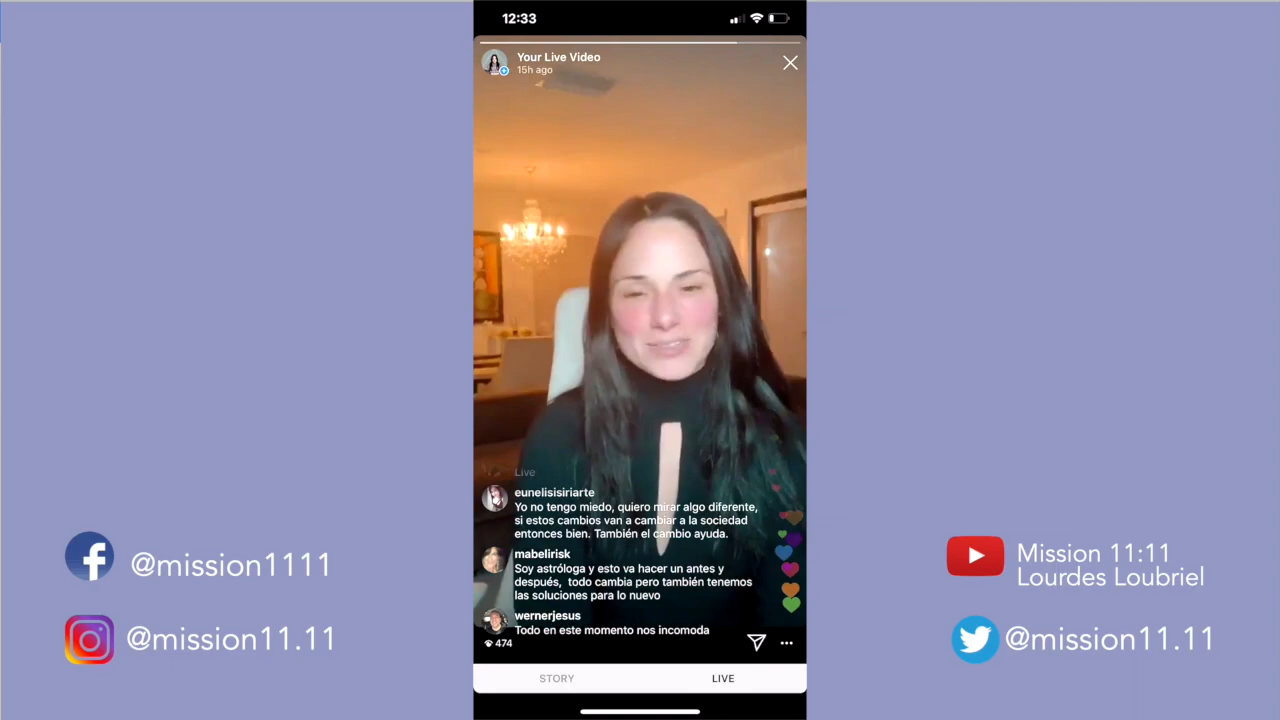 12:33
Your Live Video
15h ago
Live
eunelisisiriarte
Yo no tengo miedo, quiero mirar algo diferente,
si estos cambios van a cambiar a la sociedad
entonces bien. También el cambio ayuda.
mabelirisk
Soy astróloga y esto va hacer un antes y
después, todo cambia pero también tenemos
las soluciones para lo nuevo
wernerjesus
Todo en este momento nos incomoda
474
STORY
LIVE
@mission1111
@mission11.11
Mission 11:11
Lourdes Loubriel
@mission11.11